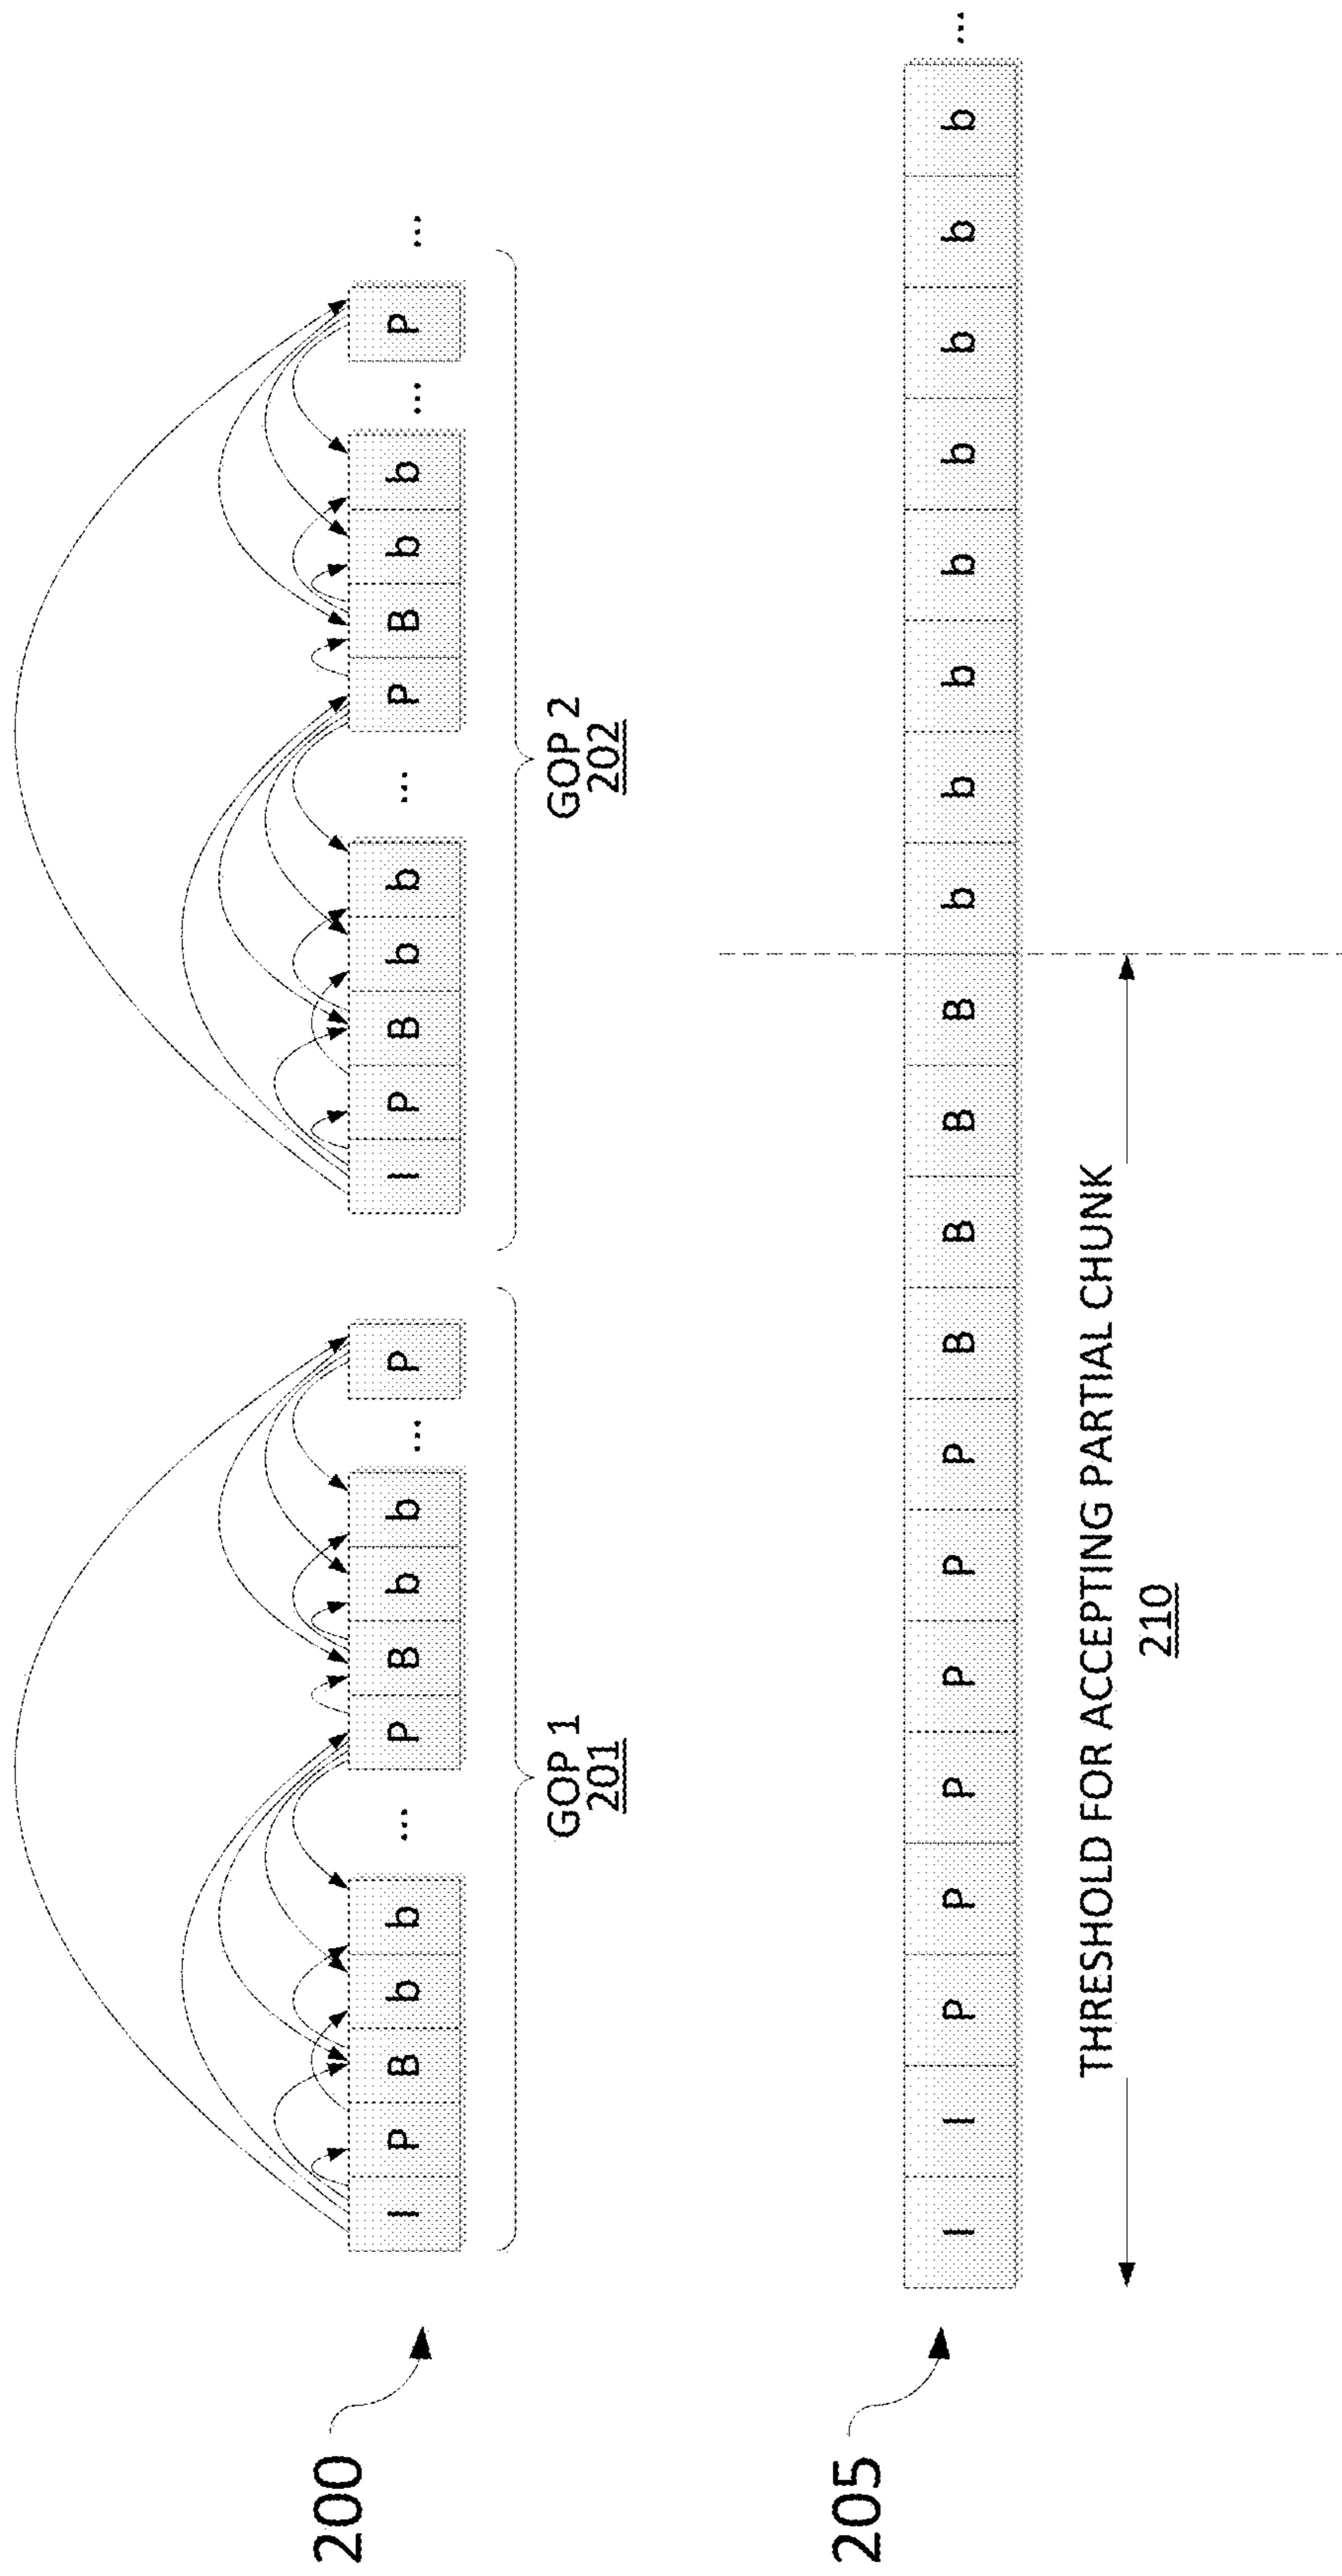 200
I P B b b ... P B b b ... P I P B b b ... P B b b ... P ...
GOP 1
201
GOP 2
202
205
I I P P P P P P B B B B b b b b b b b b ...
THRESHOLD FOR ACCEPTING PARTIAL CHUNK
210